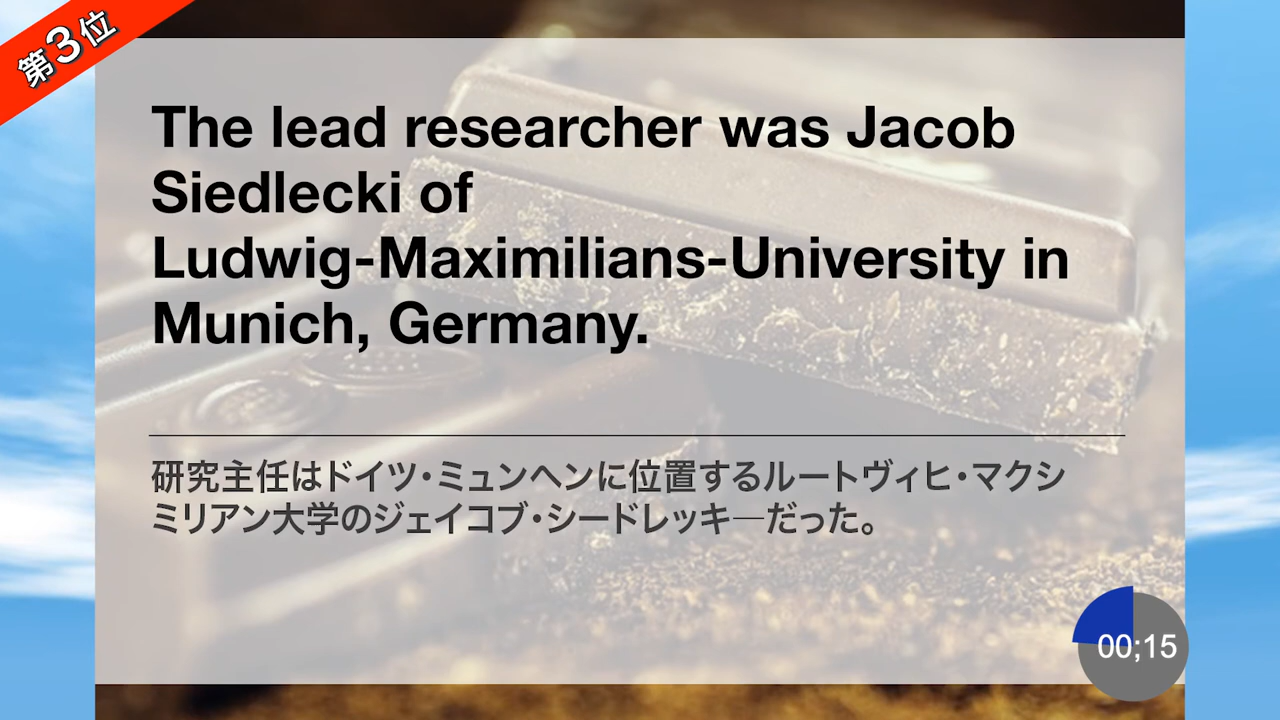 第3位
The lead researcher was Jacob
Siedlecki of
Ludwig-Maximilians-University in
Munich, Germany.
研究主任はドイツ・ミュンヘンに位置するルートヴィヒ・マクシ
ミリアン大学のジェイコブ・シードレッキ―だった。
00;15